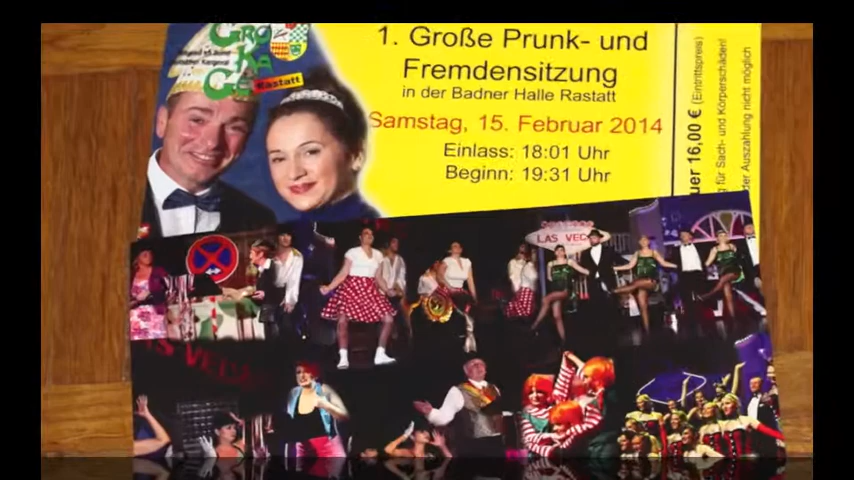 GroKaGe
Rastatt
1. Große Prunk- und
Fremdensitzung
in der Badner Halle Rastatt
Samstag, 15. Februar 2014
Einlass: 18:01 Uhr
Beginn: 19:31 Uhr
16,00 € (Eintrittspreis)
für Sach- und Körperschäden!
Auszahlung nicht möglich
LAS VEGAS